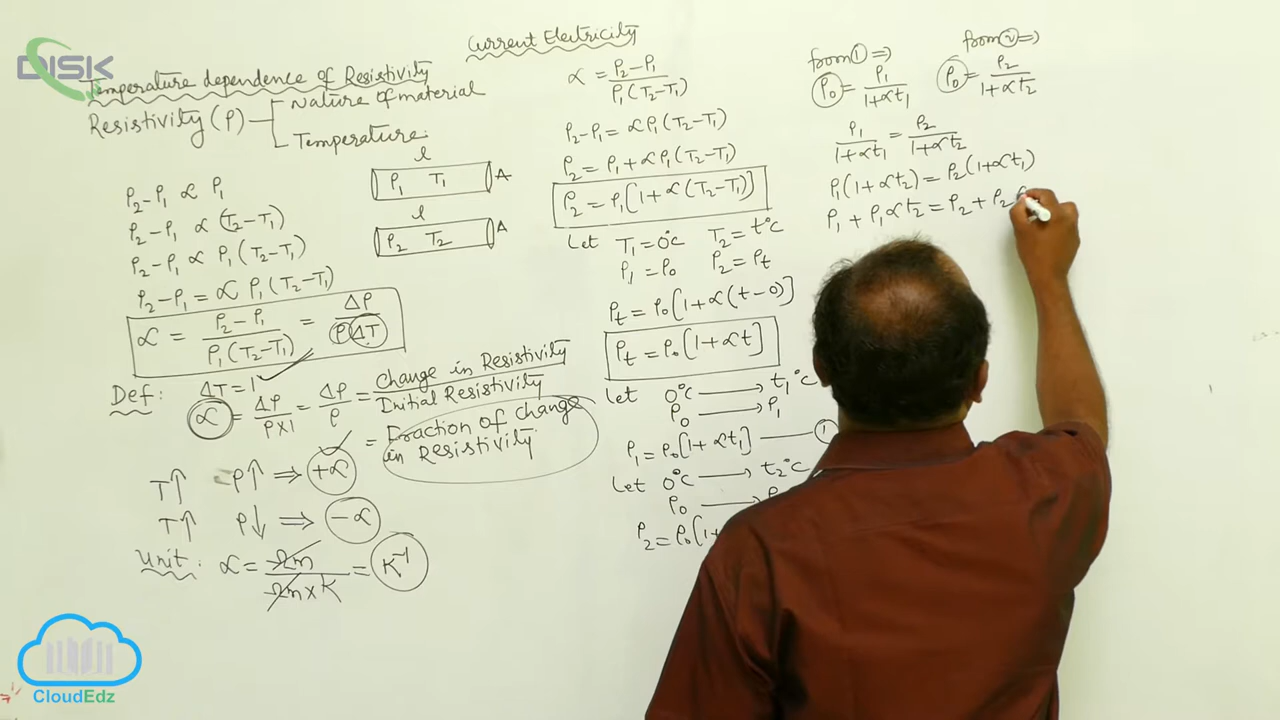 DISK
Current Electricity
Temperature dependence of Resistivity
Resistivity (ρ)
Nature of material
Temperature.
l
ρ₁ T₁ A
l
ρ₂ T₂ A
ρ₂-ρ₁ ∝ ρ₁
ρ₂-ρ₁ ∝ (T₂-T₁)
ρ₂-ρ₁ ∝ ρ₁(T₂-T₁)
ρ₂-ρ₁ = α ρ₁(T₂-T₁)
α = (ρ₂-ρ₁)/(ρ₁(T₂-T₁)) = Δρ/(ρΔT)
Def: ΔT = 1
α = Δρ/(ρ×1) = Δρ/ρ = Change in Resistivity/Initial Resistivity
= Fraction of change
in Resistivity
T↑ ρ↑ ⇒ +α
T↑ ρ↓ ⇒ -α
Unit: α = Ωm/(Ωm×K) = K⁻¹
α = (ρ₂-ρ₁)/(ρ₁(T₂-T₁))
ρ₂-ρ₁ = αρ₁(T₂-T₁)
ρ₂ = ρ₁+αρ₁(T₂-T₁)
ρ₂ = ρ₁[1+α(T₂-T₁)]
Let T₁=0°C T₂=t°C
ρ₁=ρ₀ ρ₂=ρt
ρt = ρ₀[1+α(t-0)]
ρt = ρ₀[1+αt]
let 0°C → t₁°C
ρ₀ → ρ₁
ρ₁=ρ₀[1+αt₁] — ①
let 0°C → t₂°C
ρ₀ →
ρ₂=ρ₀[1+
from ① ⇒
ρ₀ = ρ₁/(1+αt₁)
from ② ⇒
ρ₀ = ρ₂/(1+αt₂)
ρ₁/(1+αt₁) = ρ₂/(1+αt₂)
ρ₁(1+αt₂) = ρ₂(1+αt₁)
ρ₁+ρ₁αt₂ = ρ₂+ρ₂
CloudEdz